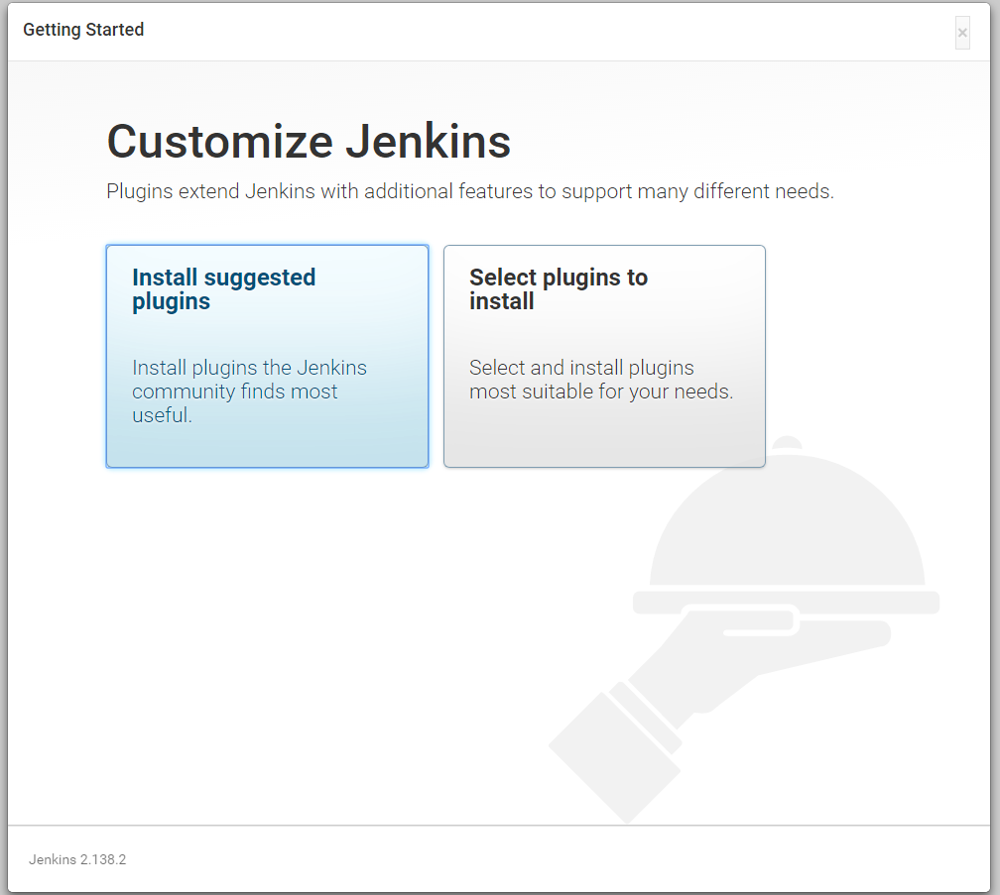 Getting Started
×
Customize Jenkins
Plugins extend Jenkins with additional features to support many different needs.
Install suggested
plugins
Install plugins the Jenkins
community finds most
useful.
Select plugins to
install
Select and install plugins
most suitable for your needs.
Jenkins 2.138.2